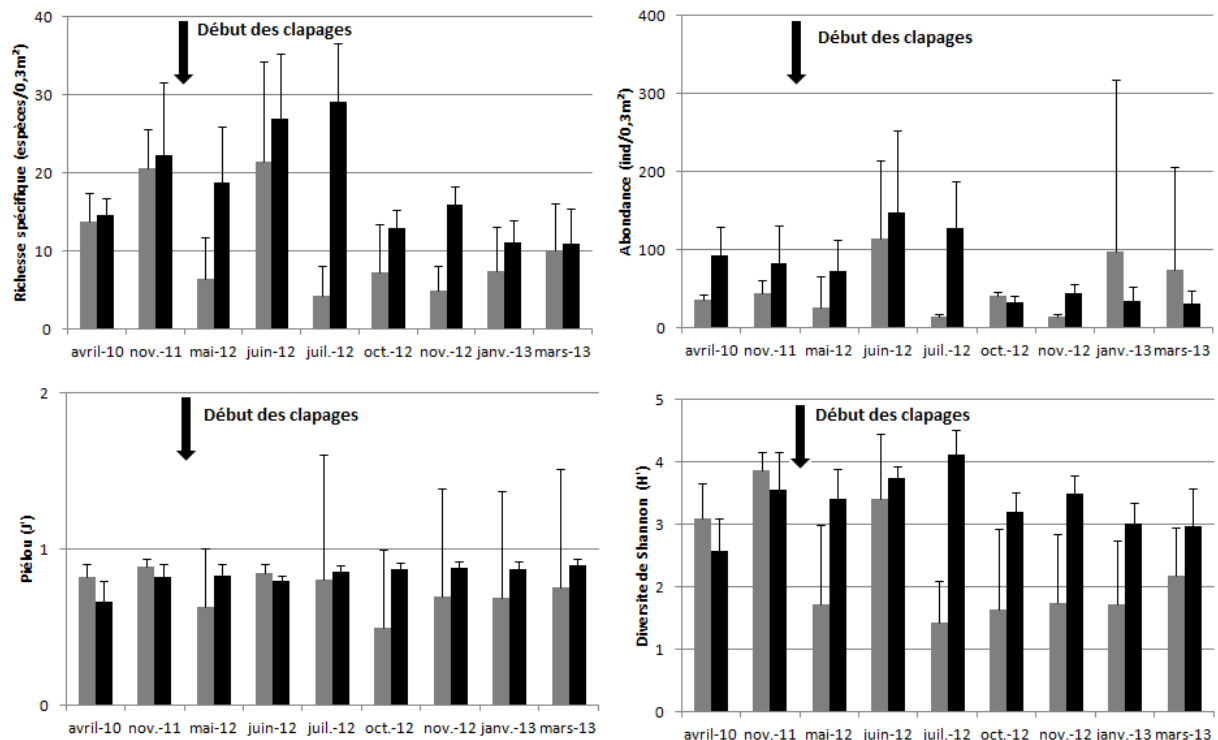 Richesse spécifique (espèces/0,3m²)
40
30
20
10
0
Début des clapages
avril-10 nov.-11 mai-12 juin-12 juil.-12 oct.-12 nov.-12 janv.-13 mars-13
Abondance (ind/0,3m²)
400
300
200
100
0
Début des clapages
avril-10 nov.-11 mai-12 juin-12 juil.-12 oct.-12 nov.-12 janv.-13 mars-13
Piélou (J')
2
1
0
Début des clapages
avril-10 nov.-11 mai-12 juin-12 juil.-12 oct.-12 nov.-12 janv.-13 mars-13
Diversite de Shannon (H')
5
4
3
2
1
0
Début des clapages
avril-10 nov.-11 mai-12 juin-12 juil.-12 oct.-12 nov.-12 janv.-13 mars-13